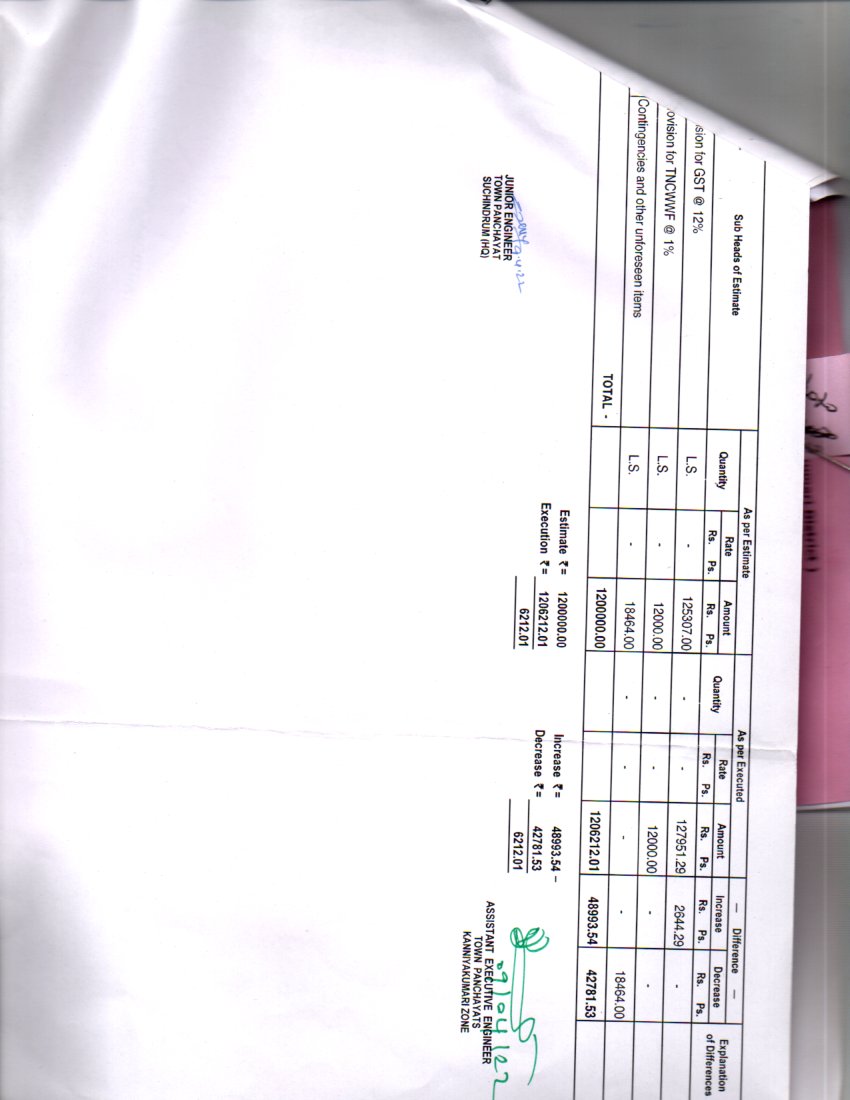 Sub Heads of Estimate As per Estimate As per Executed — Difference — Explanation of Differences
Quantity Rate Amount Quantity Rate Amount Increase Decrease
Rs. Ps. Rs. Ps. Rs. Ps. Rs. Ps. Rs. Ps. Rs. Ps.
ision for GST @ 12% L.S. - 125307.00 - - 127951.29 2644.29 -
ovision for TNCWWF @ 1% L.S. - 12000.00 - - 12000.00 - -
Contingencies and other unforeseen items L.S. - 18464.00 - - - - 18464.00
TOTAL - 1200000.00 1206212.01 48993.54 42781.53
Estimate ₹ = 1200000.00 Increase ₹ = 48993.54 –
Execution ₹ = 1206212.01 Decrease ₹ = 42781.53
6212.01 6212.01
9.4.22
JUNIOR ENGINEER
TOWN PANCHAYAT
SUCHINDRUM (HQ)
09/04/22
ASSISTANT EXECUTIVE ENGINEER
TOWN PANCHAYATS
KANNIYAKUMARI ZONE